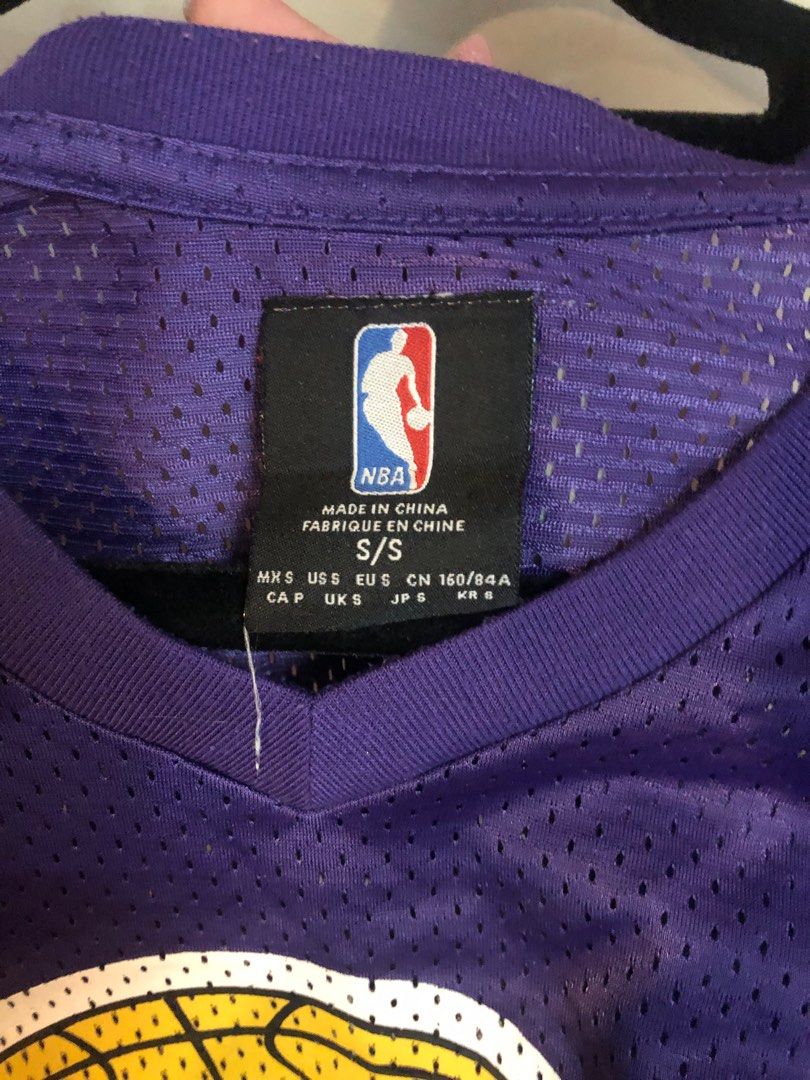 NBA
MADE IN CHINA
FABRIQUE EN CHINE
S/S
MX S US S EU S CN 160/84A
CA P UK S JP S KR S